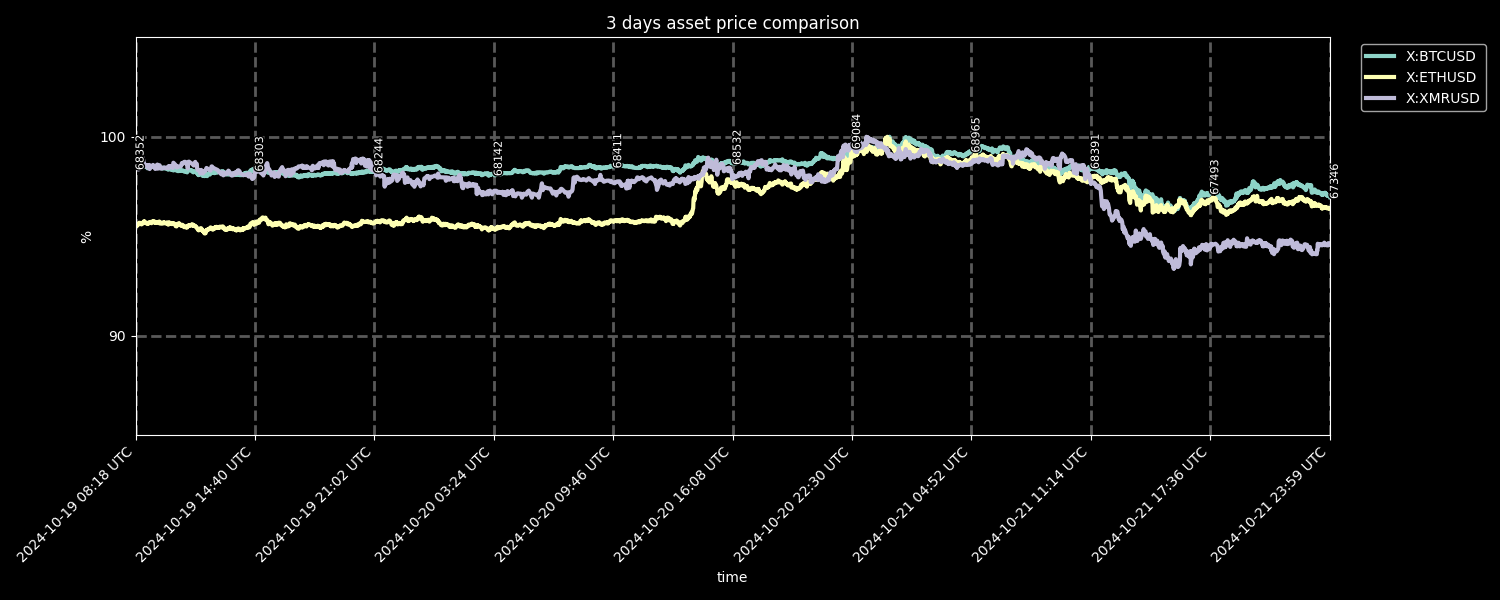 3 days asset price comparison
X:BTCUSD
X:ETHUSD
X:XMRUSD
100
90
%
68352
68303
68244
68142
68411
68532
69084
68965
68391
67493
67346
2024-10-19 08:18 UTC
2024-10-19 14:40 UTC
2024-10-19 21:02 UTC
2024-10-20 03:24 UTC
2024-10-20 09:46 UTC
2024-10-20 16:08 UTC
2024-10-20 22:30 UTC
2024-10-21 04:52 UTC
2024-10-21 11:14 UTC
2024-10-21 17:36 UTC
2024-10-21 23:59 UTC
time